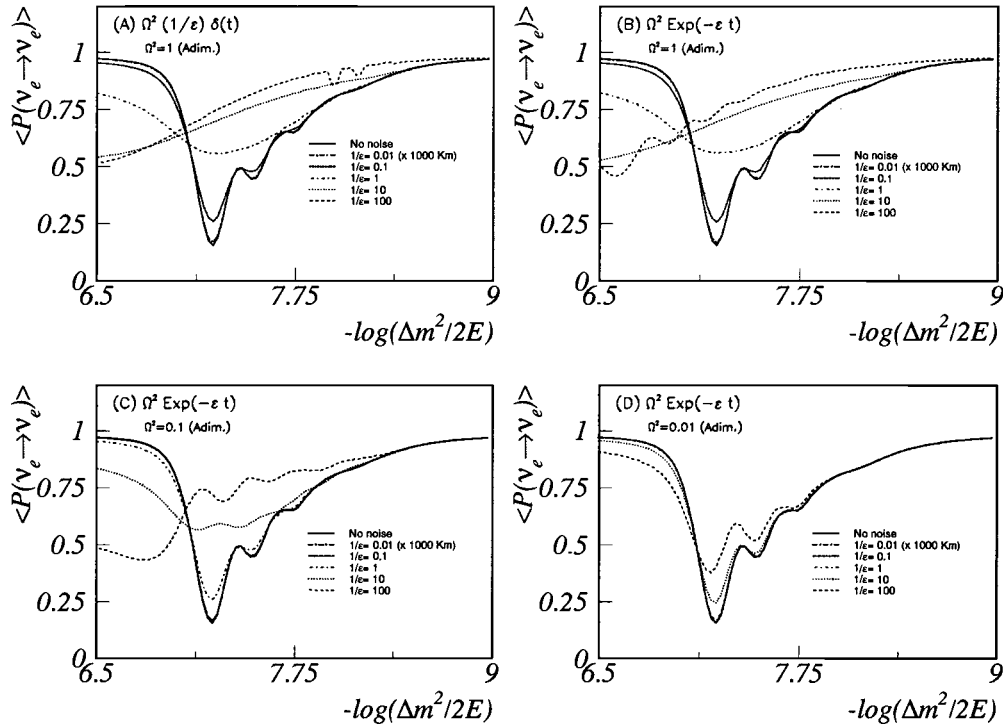 (A) Ω² (1/ε) δ(t)
Ω²=1 (Adim.)
<P(νe→νe)>
1
0.75
0.5
0.25
0
No noise
1/ε= 0.01 (x 1000 Km)
1/ε= 0.1
1/ε= 1
1/ε= 10
1/ε= 100
6.5
7.75
9
-log(Δm²/2E)
(B) Ω² Exp(-ε t)
Ω²=1 (Adim.)
<P(νe→νe)>
1
0.75
0.5
0.25
0
No noise
1/ε= 0.01 (x 1000 Km)
1/ε= 0.1
1/ε= 1
1/ε= 10
1/ε= 100
6.5
7.75
9
-log(Δm²/2E)
(C) Ω² Exp(-ε t)
Ω²=0.1 (Adim.)
<P(νe→νe)>
1
0.75
0.5
0.25
0
No noise
1/ε= 0.01 (x 1000 Km)
1/ε= 0.1
1/ε= 1
1/ε= 10
1/ε= 100
6.5
7.75
9
-log(Δm²/2E)
(D) Ω² Exp(-ε t)
Ω²=0.01 (Adim.)
<P(νe→νe)>
1
0.75
0.5
0.25
0
No noise
1/ε= 0.01 (x 1000 Km)
1/ε= 0.1
1/ε= 1
1/ε= 10
1/ε= 100
6.5
7.75
9
-log(Δm²/2E)